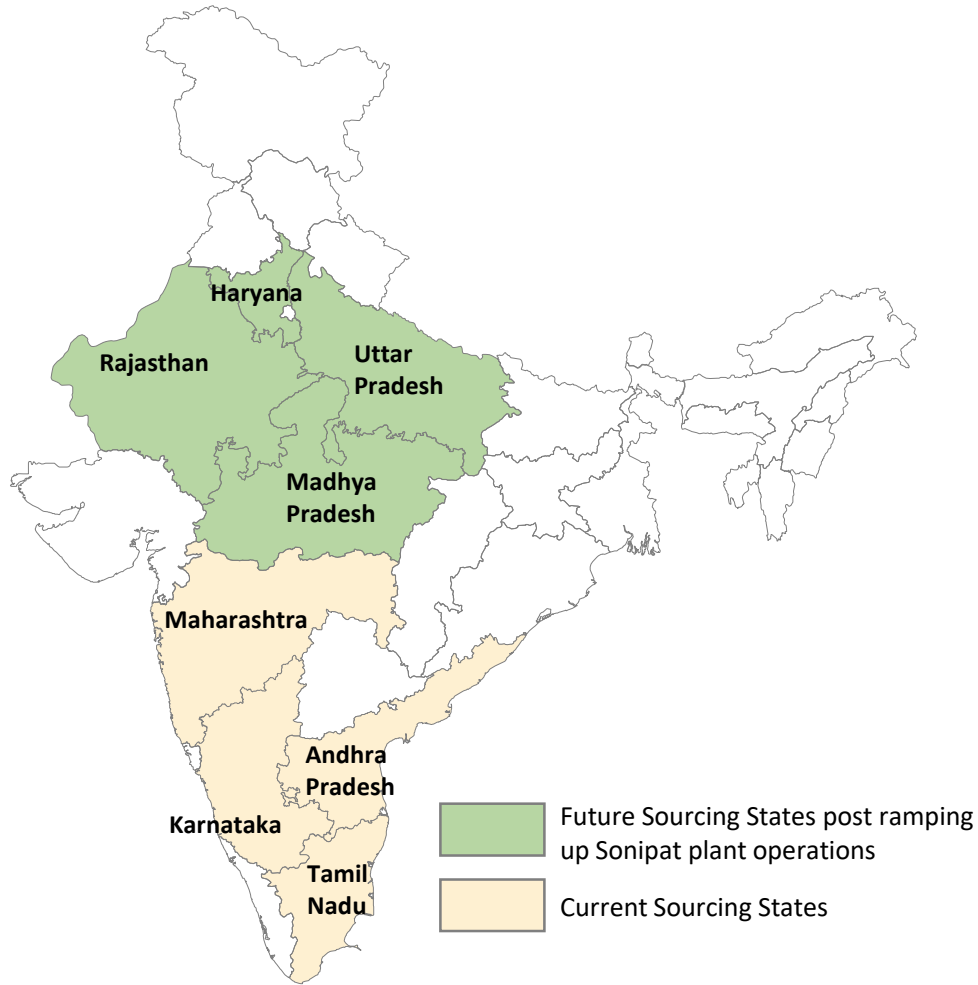 Haryana
Rajasthan
Uttar
Pradesh
Madhya
Pradesh
Maharashtra
Andhra
Pradesh
Karnataka
Tamil
Nadu
Future Sourcing States post ramping
up Sonipat plant operations
Current Sourcing States